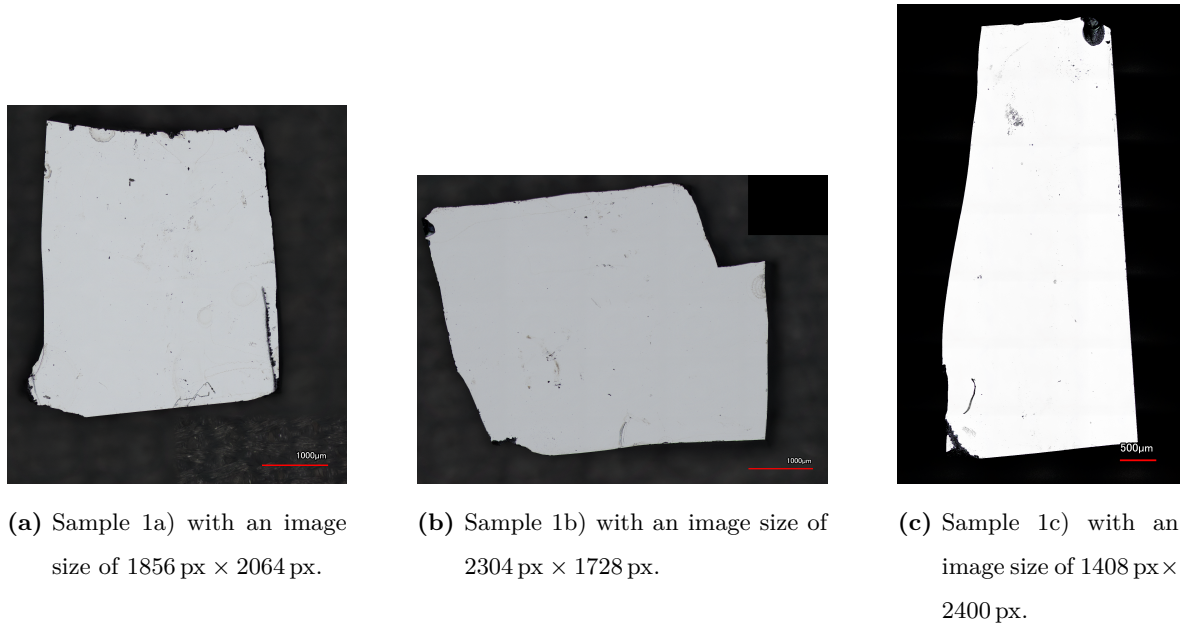 1000μm
1000μm
500μm
(a) Sample 1a) with an image
size of 1856 px × 2064 px.
(b) Sample 1b) with an image size of
2304 px × 1728 px.
(c) Sample 1c) with an
image size of 1408 px×
2400 px.